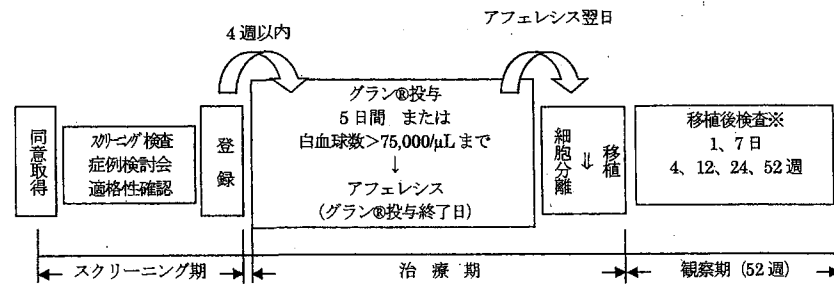 4週以内
アフェレシス翌日
同意取得
スクリーニング検査
症例検討会
適格性確認
登録
グラン®投与
5日間 または
白血球数>75,000/μLまで
↓
アフェレシス
(グラン®投与終了日)
細胞分離
⇓
移植
移植後検査※
1、7日
4、12、24、52週
スクリーニング期
治療期
観察期(52週)